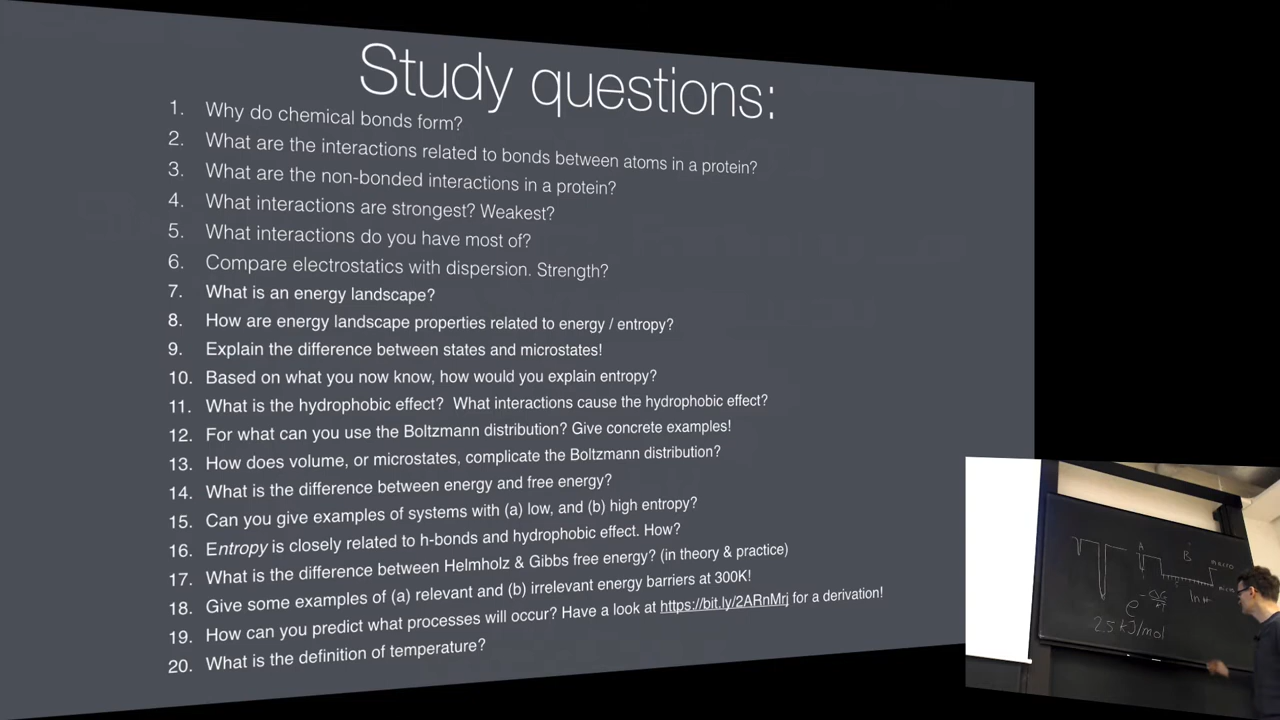 Study questions:
1. Why do chemical bonds form?
2. What are the interactions related to bonds between atoms in a protein?
3. What are the non-bonded interactions in a protein?
4. What interactions are strongest? Weakest?
5. What interactions do you have most of?
6. Compare electrostatics with dispersion. Strength?
7. What is an energy landscape?
8. How are energy landscape properties related to energy / entropy?
9. Explain the difference between states and microstates!
10. Based on what you now know, how would you explain entropy?
11. What is the hydrophobic effect? What interactions cause the hydrophobic effect?
12. For what can you use the Boltzmann distribution? Give concrete examples!
13. How does volume, or microstates, complicate the Boltzmann distribution?
14. What is the difference between energy and free energy?
15. Can you give examples of systems with (a) low, and (b) high entropy?
16. Entropy is closely related to h-bonds and hydrophobic effect. How?
17. What is the difference between Helmholz & Gibbs free energy? (in theory & practice)
18. Give some examples of (a) relevant and (b) irrelevant energy barriers at 300K!
19. How can you predict what processes will occur? Have a look at https://bit.ly/2ARnMrj for a derivation!
20. What is the definition of temperature?
A
B
macro
ln
2.5 kJ/mol